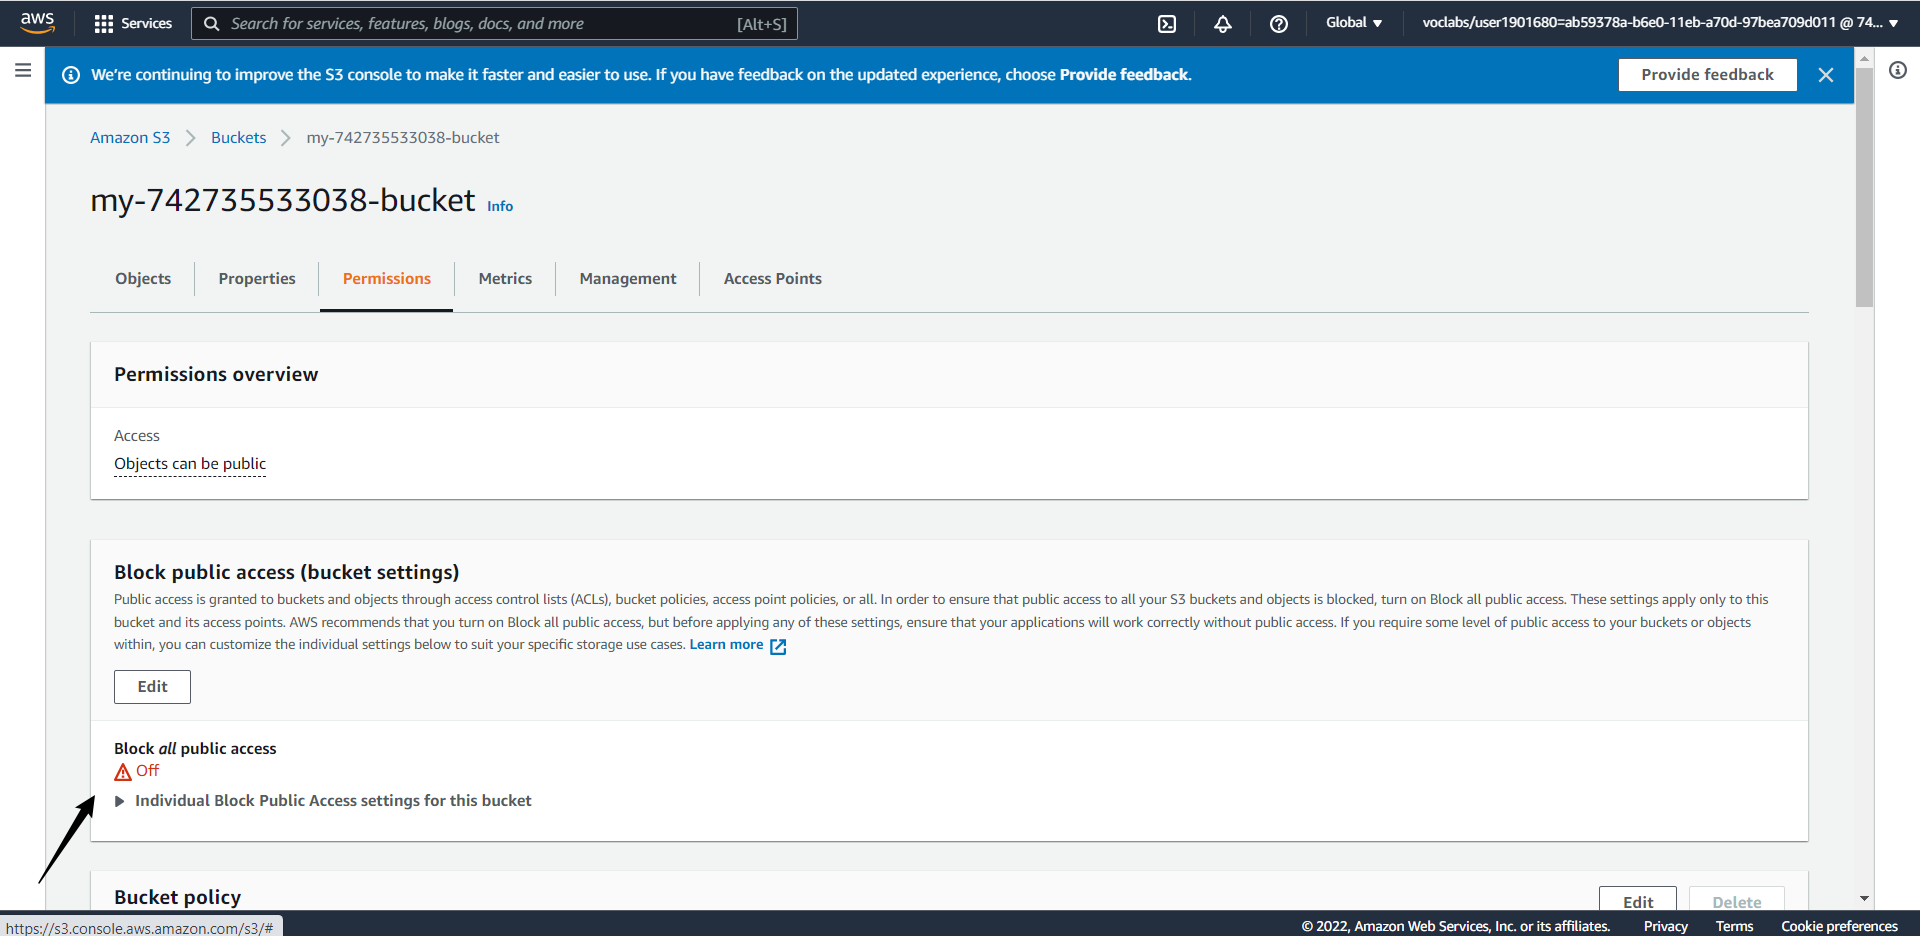 aws Services Search for services, features, blogs, docs, and more [Alt+S] Global voclabs/user1901680=ab59378a-b6e0-11eb-a70d-97bea709d011 @ 74...
We're continuing to improve the S3 console to make it faster and easier to use. If you have feedback on the updated experience, choose Provide feedback. Provide feedback
Amazon S3 Buckets my-742735533038-bucket
my-742735533038-bucket Info
Objects Properties Permissions Metrics Management Access Points
Permissions overview
Access
Objects can be public
Block public access (bucket settings)
Public access is granted to buckets and objects through access control lists (ACLs), bucket policies, access point policies, or all. In order to ensure that public access to all your S3 buckets and objects is blocked, turn on Block all public access. These settings apply only to this
bucket and its access points. AWS recommends that you turn on Block all public access, but before applying any of these settings, ensure that your applications will work correctly without public access. If you require some level of public access to your buckets or objects
within, you can customize the individual settings below to suit your specific storage use cases. Learn more
Edit
Block all public access
Off
Individual Block Public Access settings for this bucket
Bucket policy Edit Delete
https://s3.console.aws.amazon.com/s3/# © 2022, Amazon Web Services, Inc. or its affiliates. Privacy Terms Cookie preferences